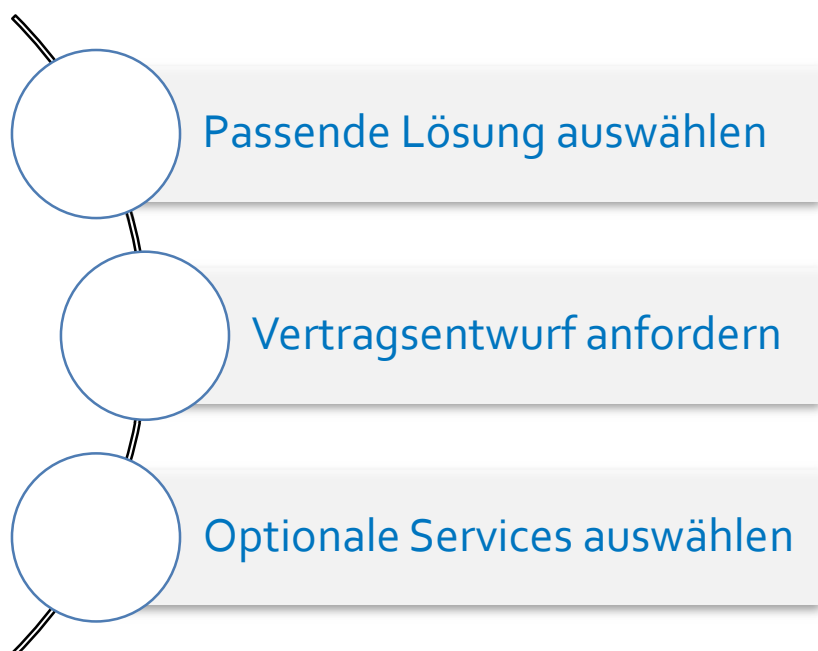 Passende Lösung auswählen
Vertragsentwurf anfordern
Optionale Services auswählen